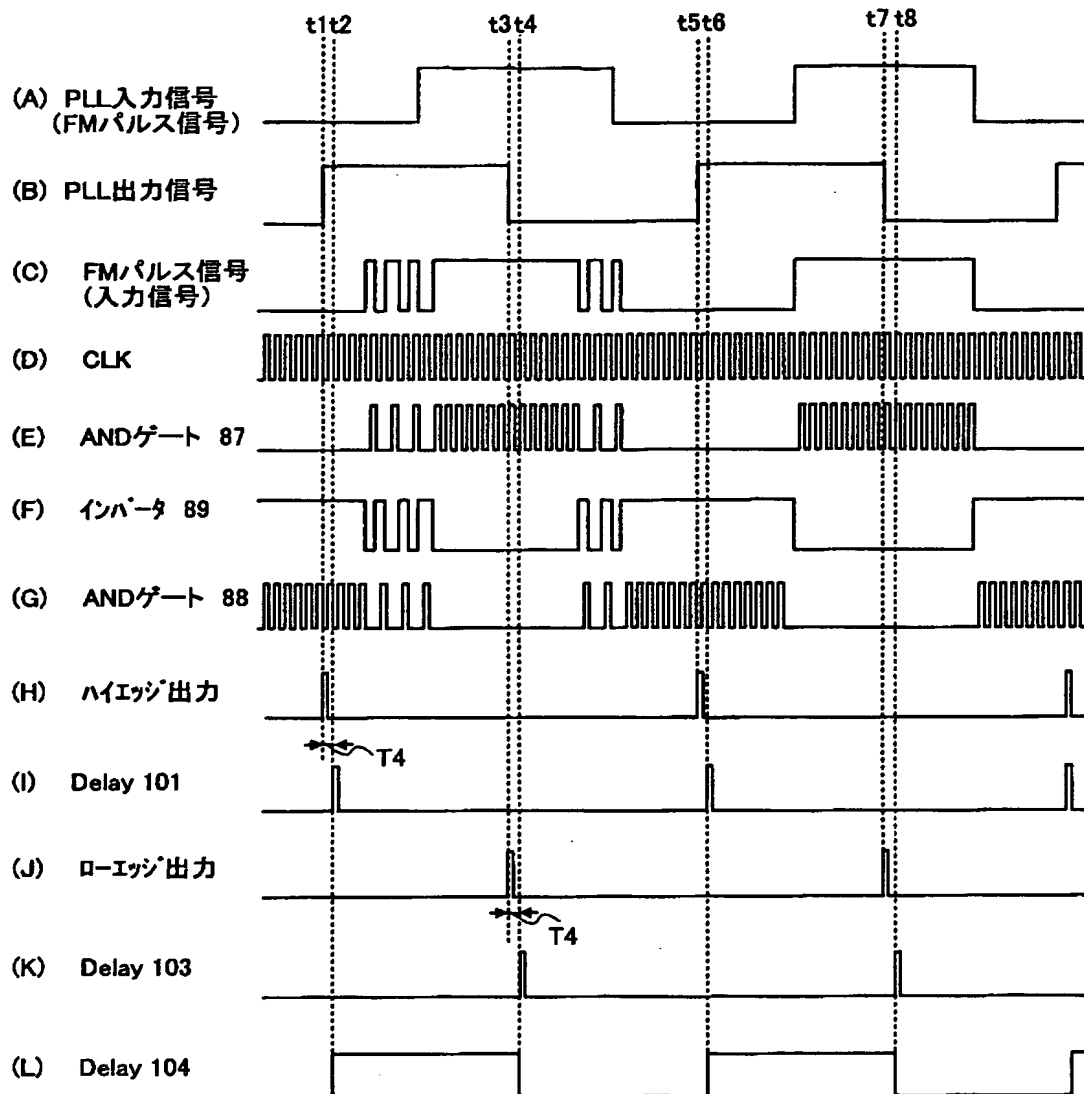 t1t2 t3t4 t5t6 t7t8
(A) PLL入力信号
(FMパルス信号)
(B) PLL出力信号
(C) FMパルス信号
(入力信号)
(D) CLK
(E) ANDゲート 87
(F) インバータ 89
(G) ANDゲート 88
(H) ハイエッジ出力
T4
(I) Delay 101
(J) ローエッジ出力
T4
(K) Delay 103
(L) Delay 104